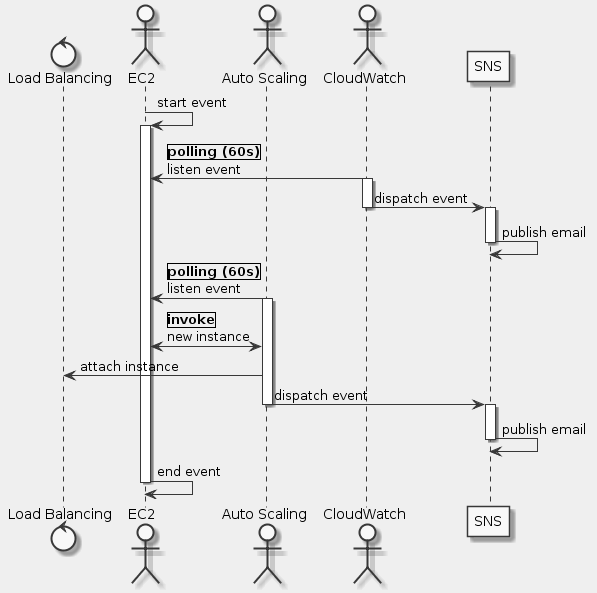 Load Balancing EC2 Auto Scaling CloudWatch SNS
start event
polling (60s)
listen event
dispatch event
publish email
polling (60s)
listen event
invoke
new instance
attach instance
dispatch event
publish email
end event
Load Balancing EC2 Auto Scaling CloudWatch SNS